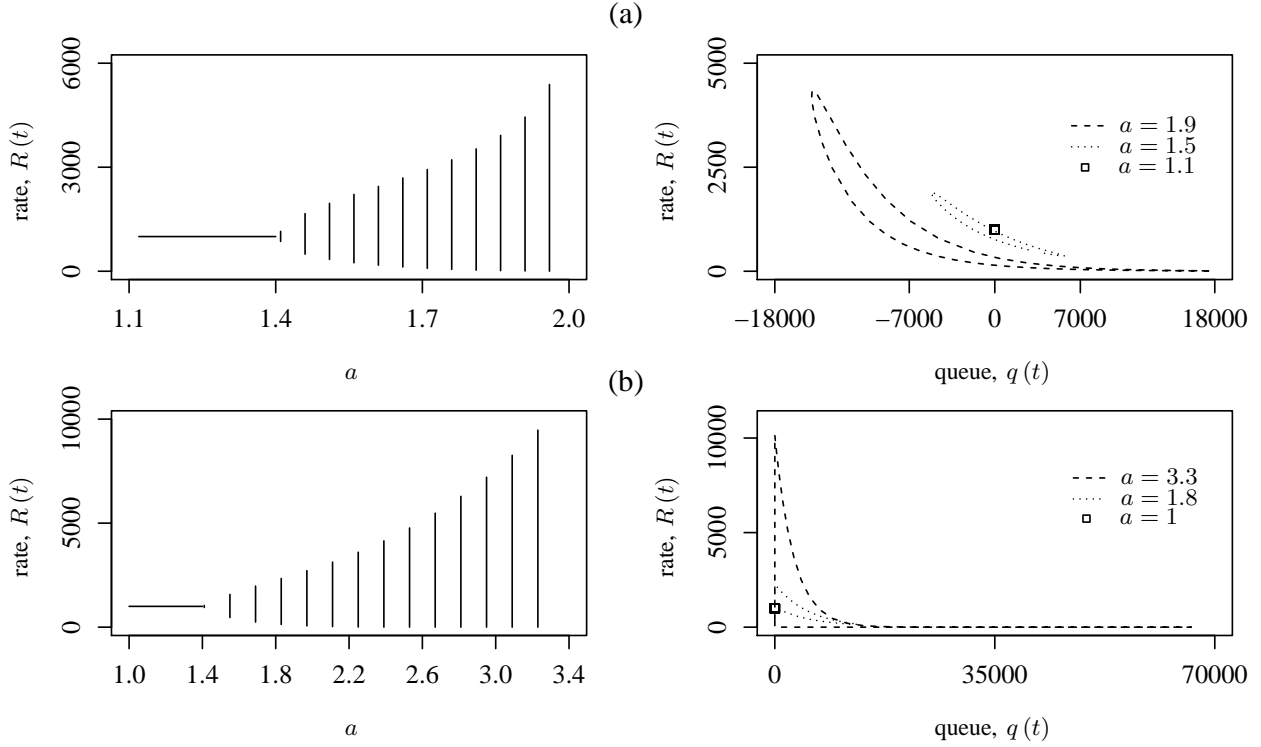 (a)
rate, R (t)
0 3000 6000
1.1 1.4 1.7 2.0
a
rate, R (t)
0 2500 5000
−18000 −7000 0 7000 18000
queue, q (t)
a = 1.9
a = 1.5
a = 1.1
(b)
rate, R (t)
0 5000 10000
1.0 1.4 1.8 2.2 2.6 3.0 3.4
a
rate, R (t)
0 5000 10000
0 35000 70000
queue, q (t)
a = 3.3
a = 1.8
a = 1